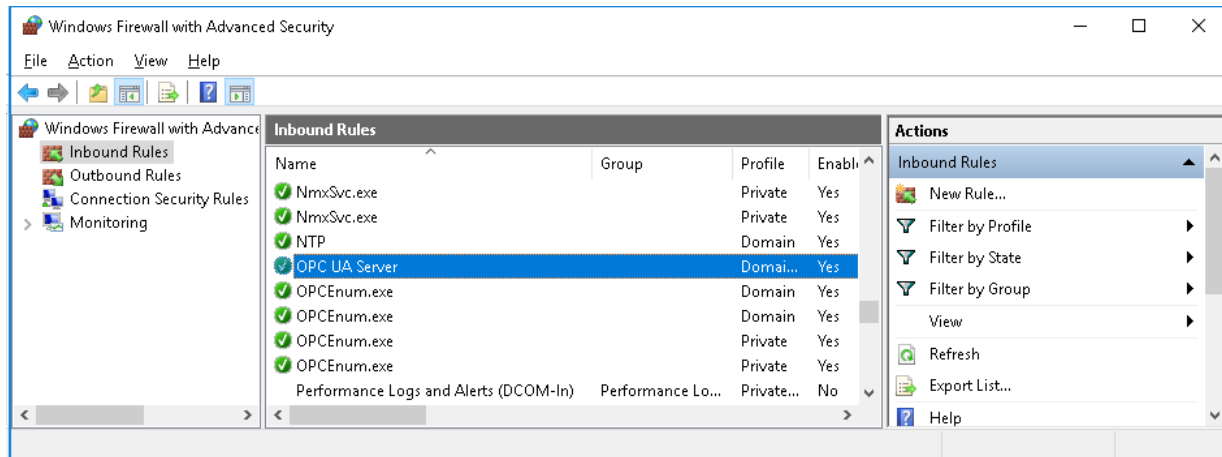 Windows Firewall with Advanced Security
File Action View Help
Windows Firewall with Advance
Inbound Rules
Outbound Rules
Connection Security Rules
Monitoring
Inbound Rules
Name Group Profile Enabl
NmxSvc.exe Private Yes
NmxSvc.exe Private Yes
NTP Domain Yes
OPC UA Server Domai... Yes
OPCEnum.exe Domain Yes
OPCEnum.exe Domain Yes
OPCEnum.exe Private Yes
OPCEnum.exe Private Yes
Performance Logs and Alerts (DCOM-In) Performance Lo... Private... No
Actions
Inbound Rules
New Rule...
Filter by Profile
Filter by State
Filter by Group
View
Refresh
Export List...
Help